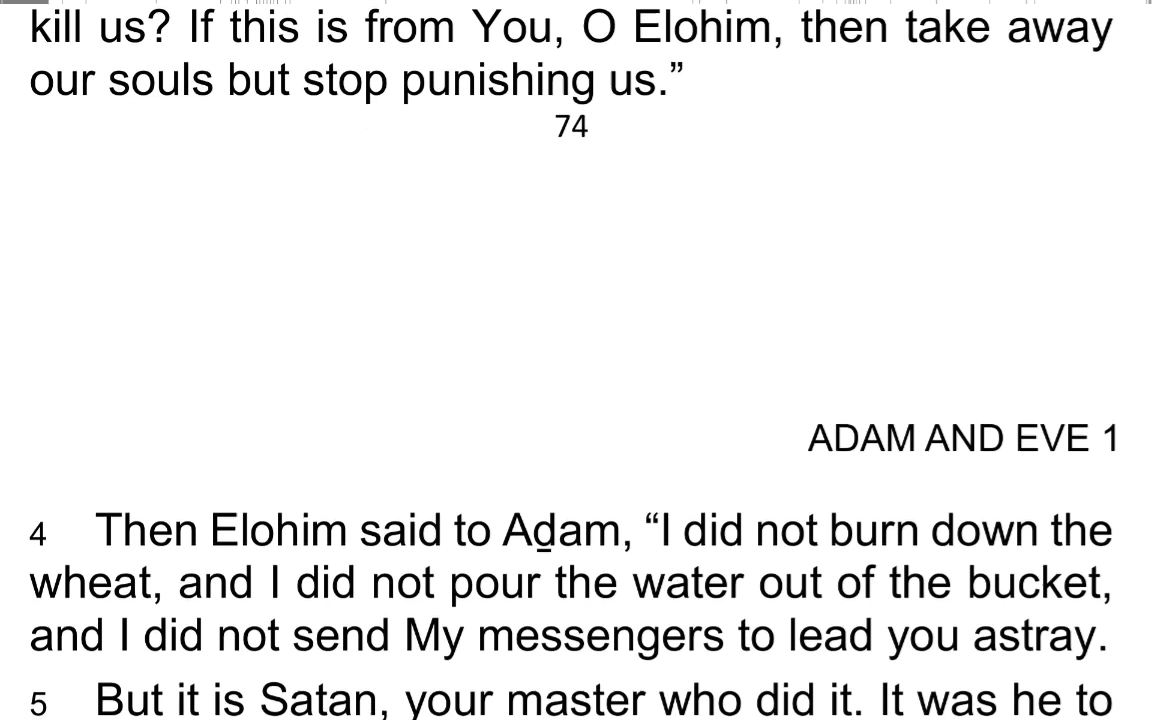 kill us? If this is from You, O Elohim, then take away
our souls but stop punishing us.”
74
ADAM AND EVE 1
4 Then Elohim said to Aḏam, “I did not burn down the
wheat, and I did not pour the water out of the bucket,
and I did not send My messengers to lead you astray.
5 But it is Satan, your master who did it. It was he to